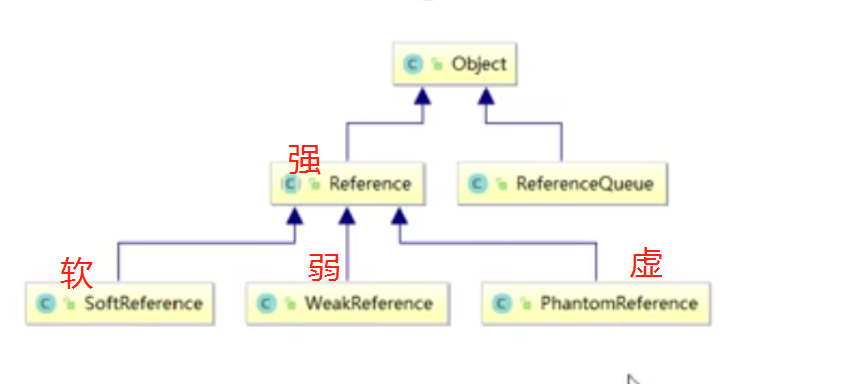 Object
强
Reference
ReferenceQueue
软
弱
虚
SoftReference
WeakReference
PhantomReference